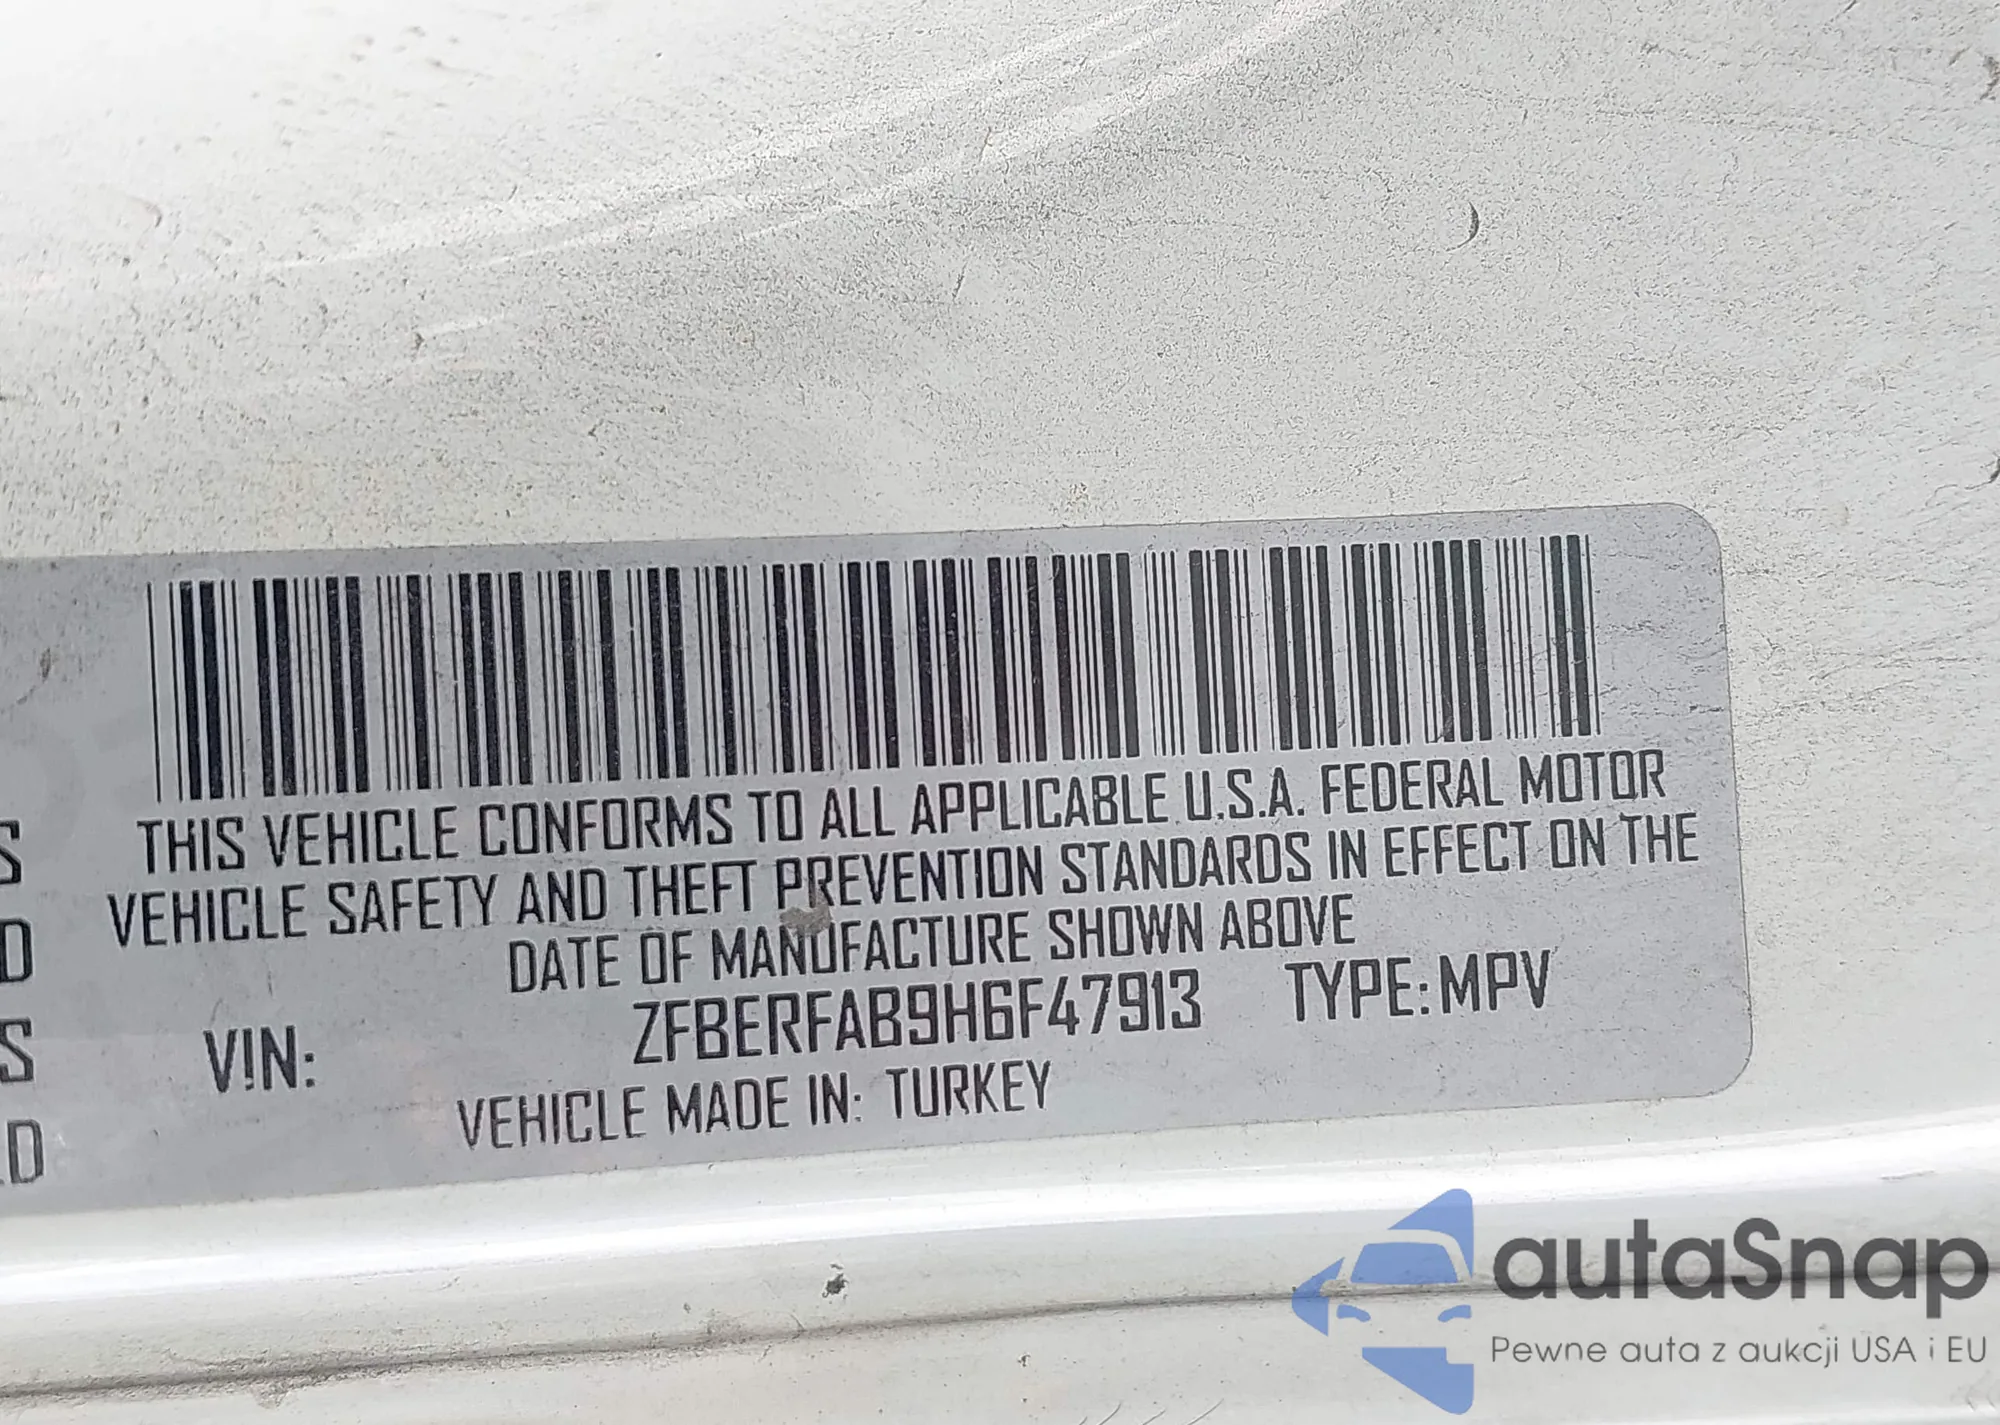 THIS VEHICLE CONFORMS TO ALL APPLICABLE U.S.A. FEDERAL MOTOR
VEHICLE SAFETY AND THEFT PREVENTION STANDARDS IN EFFECT ON THE
DATE OF MANUFACTURE SHOWN ABOVE
VIN: ZFBERFAB9H6F47913 TYPE: MPV
VEHICLE MADE IN: TURKEY
S
D
S
D
autaSnap
Pewne auta z aukcji USA i EU